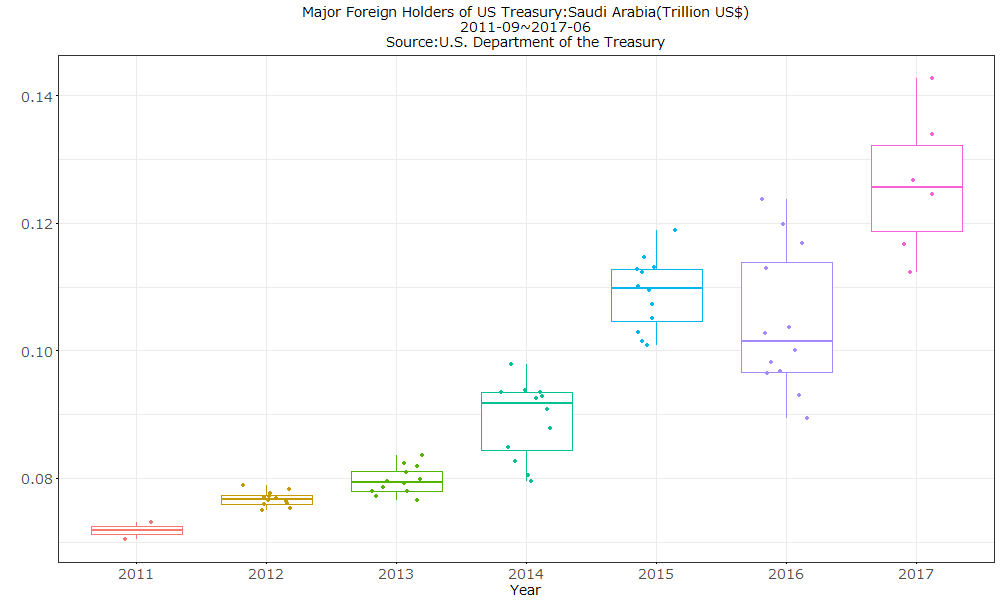 Major Foreign Holders of US Treasury:Saudi Arabia(Trillion US$)
2011-09~2017-06
Source:U.S. Department of the Treasury
0.14
0.12
0.10
0.08
2011 2012 2013 2014 2015 2016 2017
Year